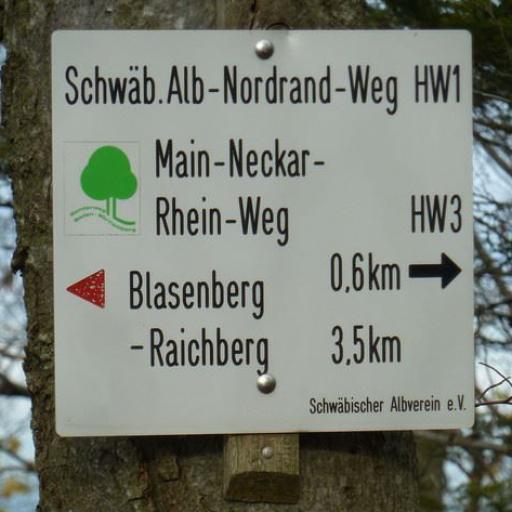 Schwäb. Alb-Nordrand-Weg HW1
Main-Neckar-
Rhein-Weg HW3
Blasenberg 0,6km
-Raichberg 3,5km
Schwäbischer Albverein e.V.